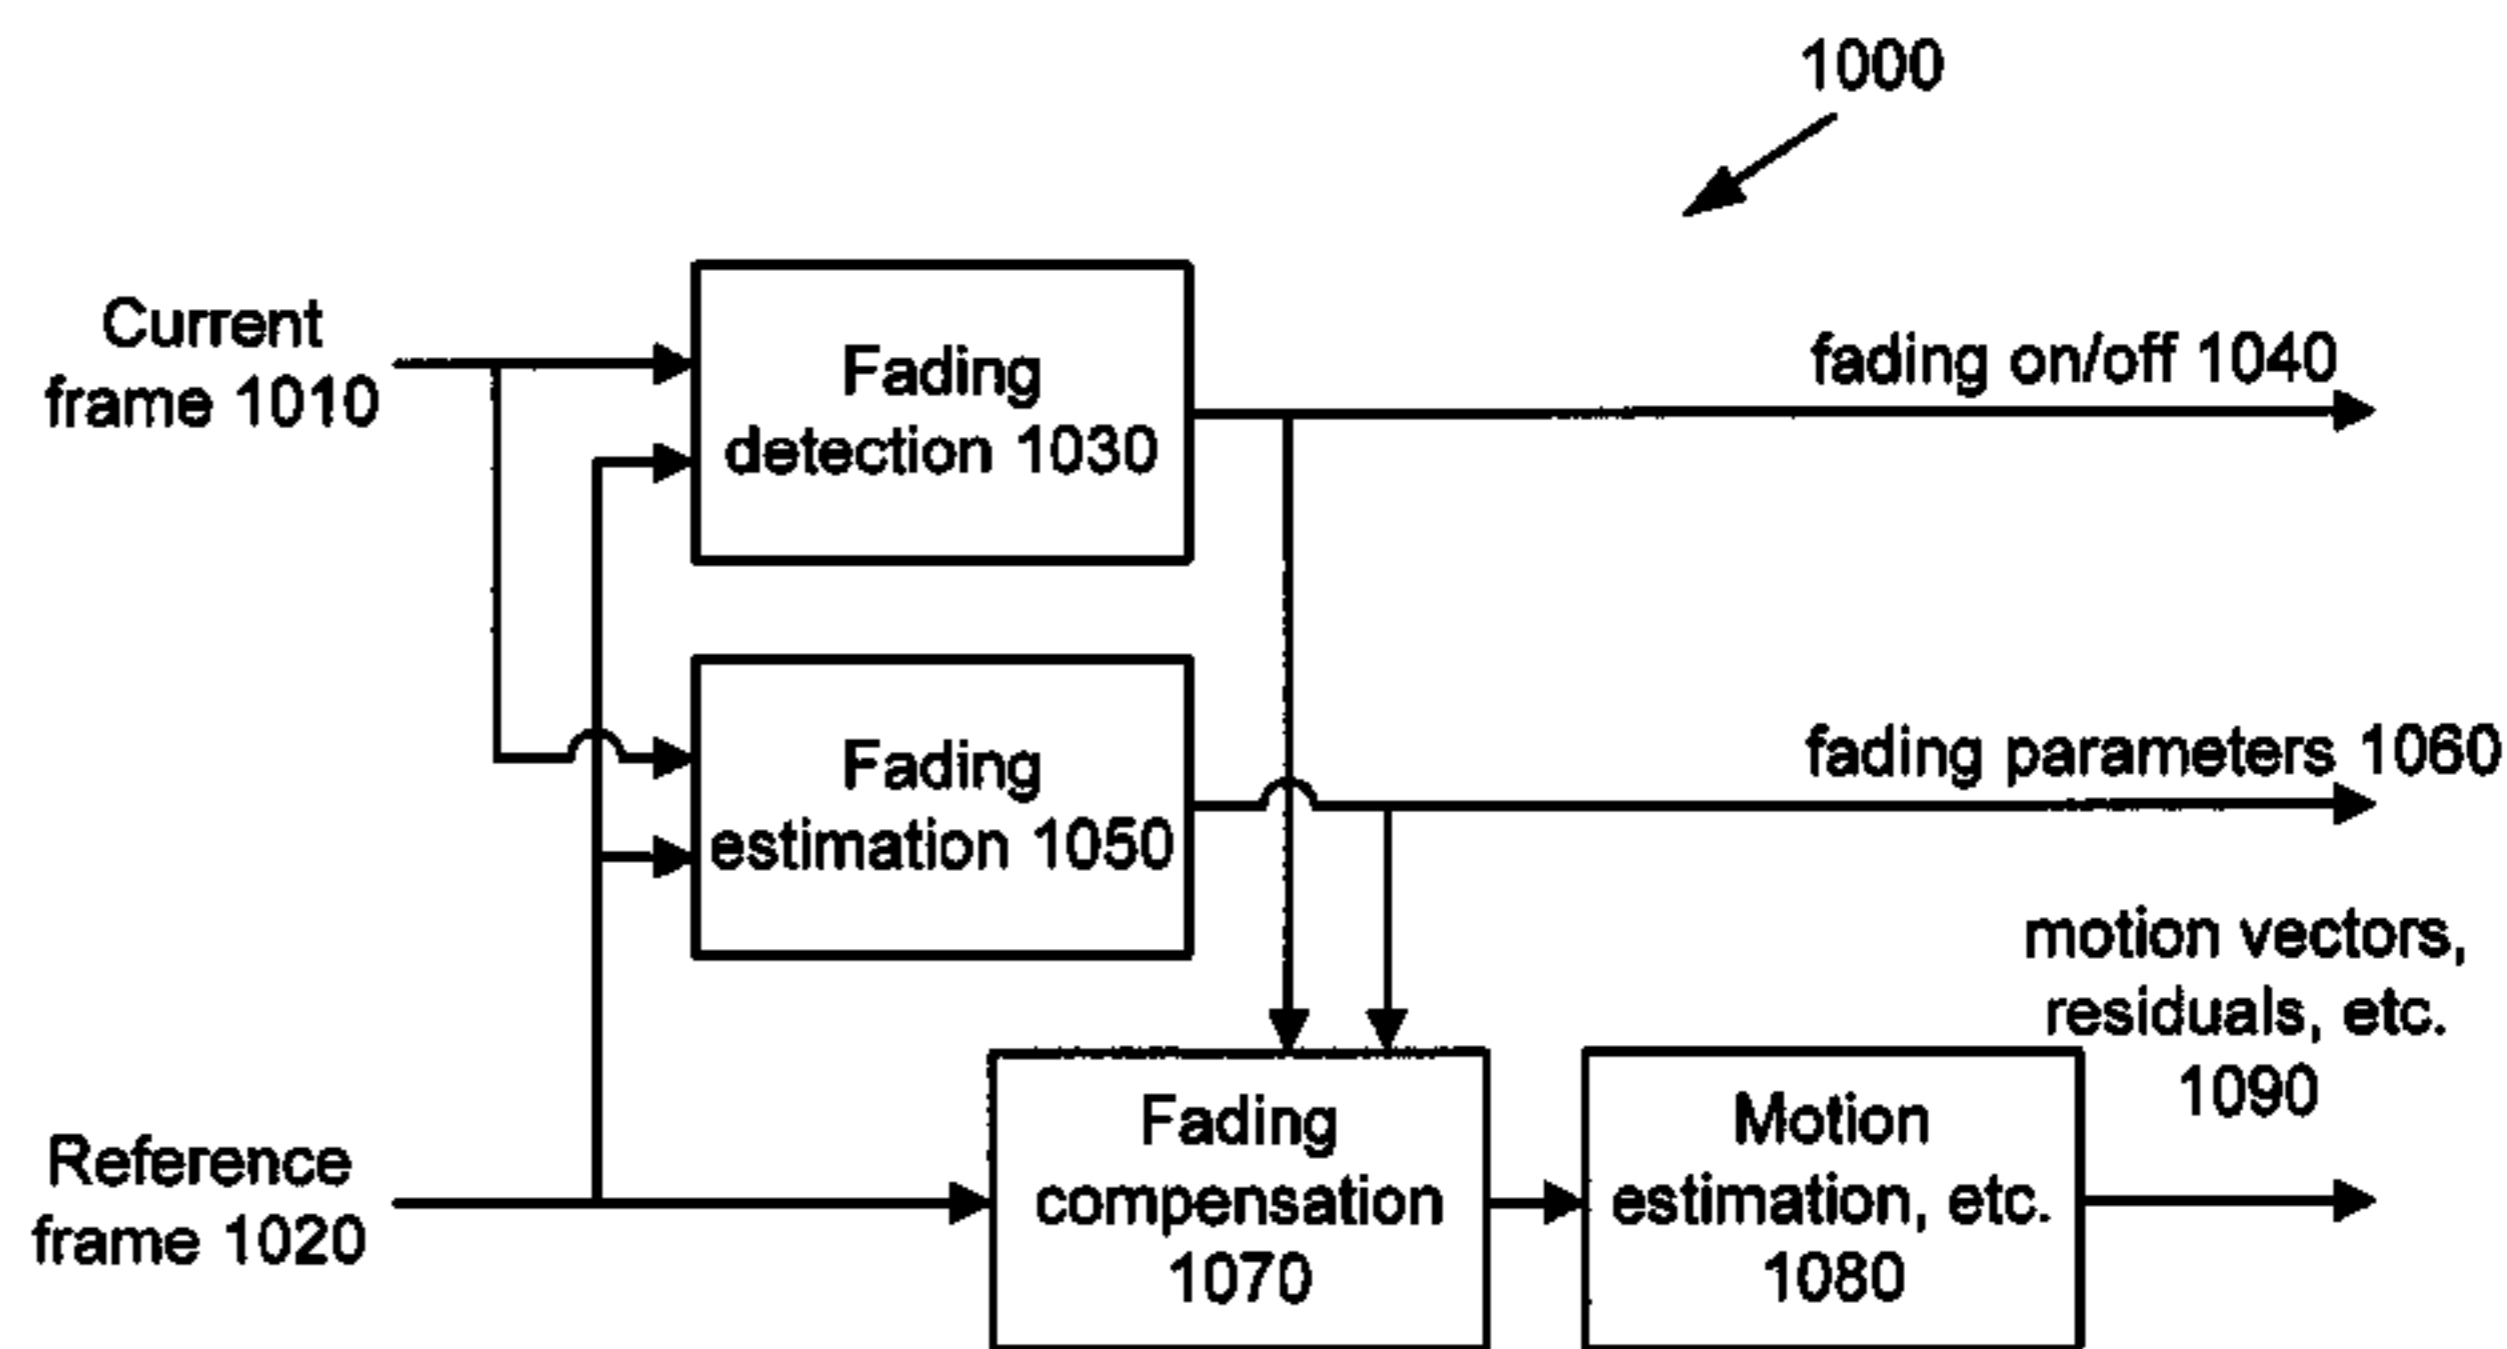 1000
Current
frame 1010
Fading
detection 1030
fading on/off 1040
Fading
estimation 1050
fading parameters 1060
motion vectors,
residuals, etc.
1090
Reference
frame 1020
Fading
compensation
1070
Motion
estimation, etc.
1080